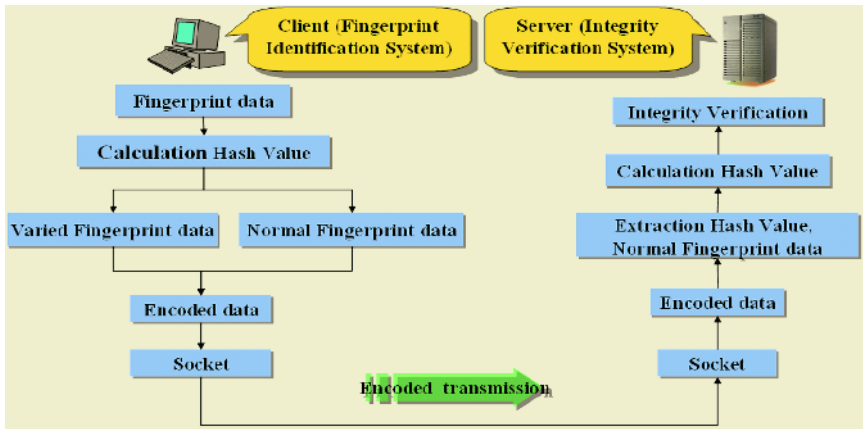 Client (Fingerprint
Identification System)
Server (Integrity
Verification System)
Fingerprint data
Calculation Hash Value
Varied Fingerprint data
Normal Fingerprint data
Encoded data
Socket
Encoded transmission
Integrity Verification
Calculation Hash Value
Extraction Hash Value,
Normal Fingerprint data
Encoded data
Socket